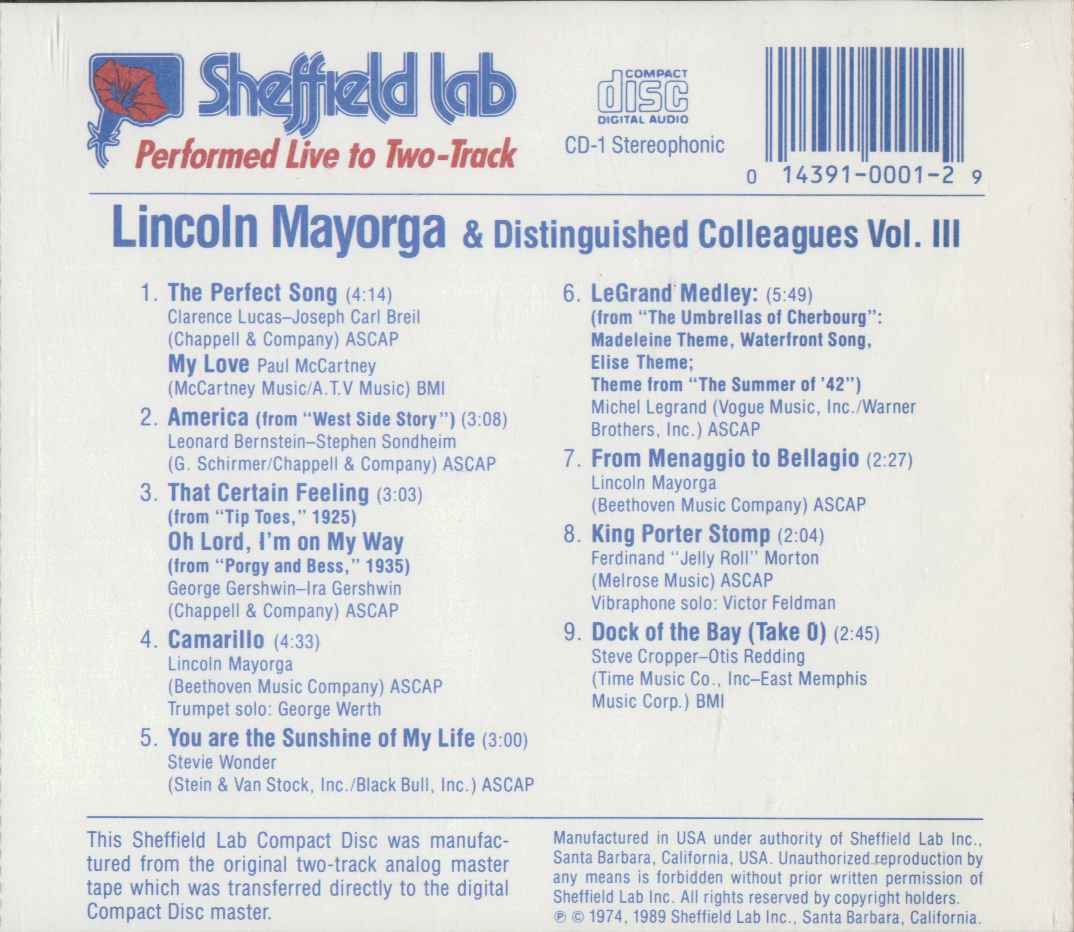 Sheffield Lab
Performed Live to Two-Track
COMPACT
disc
DIGITAL AUDIO
CD-1 Stereophonic
0 14391-0001-2 9
Lincoln Mayorga & Distinguished Colleagues Vol. III
1. The Perfect Song (4:14)
Clarence Lucas–Joseph Carl Breil
(Chappell & Company) ASCAP
My Love Paul McCartney
(McCartney Music/A.T.V Music) BMI
2. America (from "West Side Story") (3:08)
Leonard Bernstein–Stephen Sondheim
(G. Schirmer/Chappell & Company) ASCAP
3. That Certain Feeling (3:03)
(from "Tip Toes," 1925)
Oh Lord, I'm on My Way
(from "Porgy and Bess," 1935)
George Gershwin–Ira Gershwin
(Chappell & Company) ASCAP
4. Camarillo (4:33)
Lincoln Mayorga
(Beethoven Music Company) ASCAP
Trumpet solo: George Werth
5. You are the Sunshine of My Life (3:00)
Stevie Wonder
(Stein & Van Stock, Inc./Black Bull, Inc.) ASCAP
6. LeGrand Medley: (5:49)
(from "The Umbrellas of Cherbourg":
Madeleine Theme, Waterfront Song,
Elise Theme;
Theme from "The Summer of '42")
Michel Legrand (Vogue Music, Inc./Warner
Brothers, Inc.) ASCAP
7. From Menaggio to Bellagio (2:27)
Lincoln Mayorga
(Beethoven Music Company) ASCAP
8. King Porter Stomp (2:04)
Ferdinand "Jelly Roll" Morton
(Melrose Music) ASCAP
Vibraphone solo: Victor Feldman
9. Dock of the Bay (Take 0) (2:45)
Steve Cropper–Otis Redding
(Time Music Co., Inc–East Memphis
Music Corp.) BMI
This Sheffield Lab Compact Disc was manufac-
tured from the original two-track analog master
tape which was transferred directly to the digital
Compact Disc master.
Manufactured in USA under authority of Sheffield Lab Inc.,
Santa Barbara, California, USA. Unauthorized reproduction by
any means is forbidden without prior written permission of
Sheffield Lab Inc. All rights reserved by copyright holders.
℗ © 1974, 1989 Sheffield Lab Inc., Santa Barbara, California.